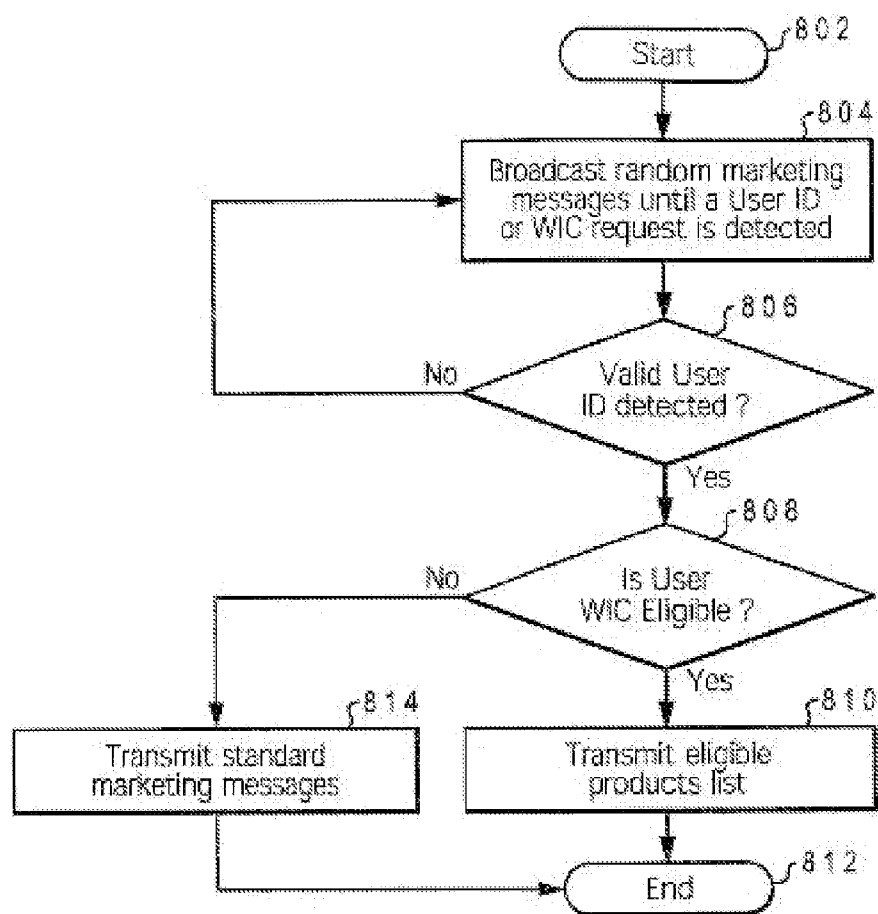 802
Start
804
Broadcast random marketing
messages until a User ID
or WIC request is detected
806
No
Valid User
ID detected ?
Yes
808
No
Is User
WIC Eligible ?
Yes
814
810
Transmit standard
marketing messages
Transmit eligible
products list
812
End